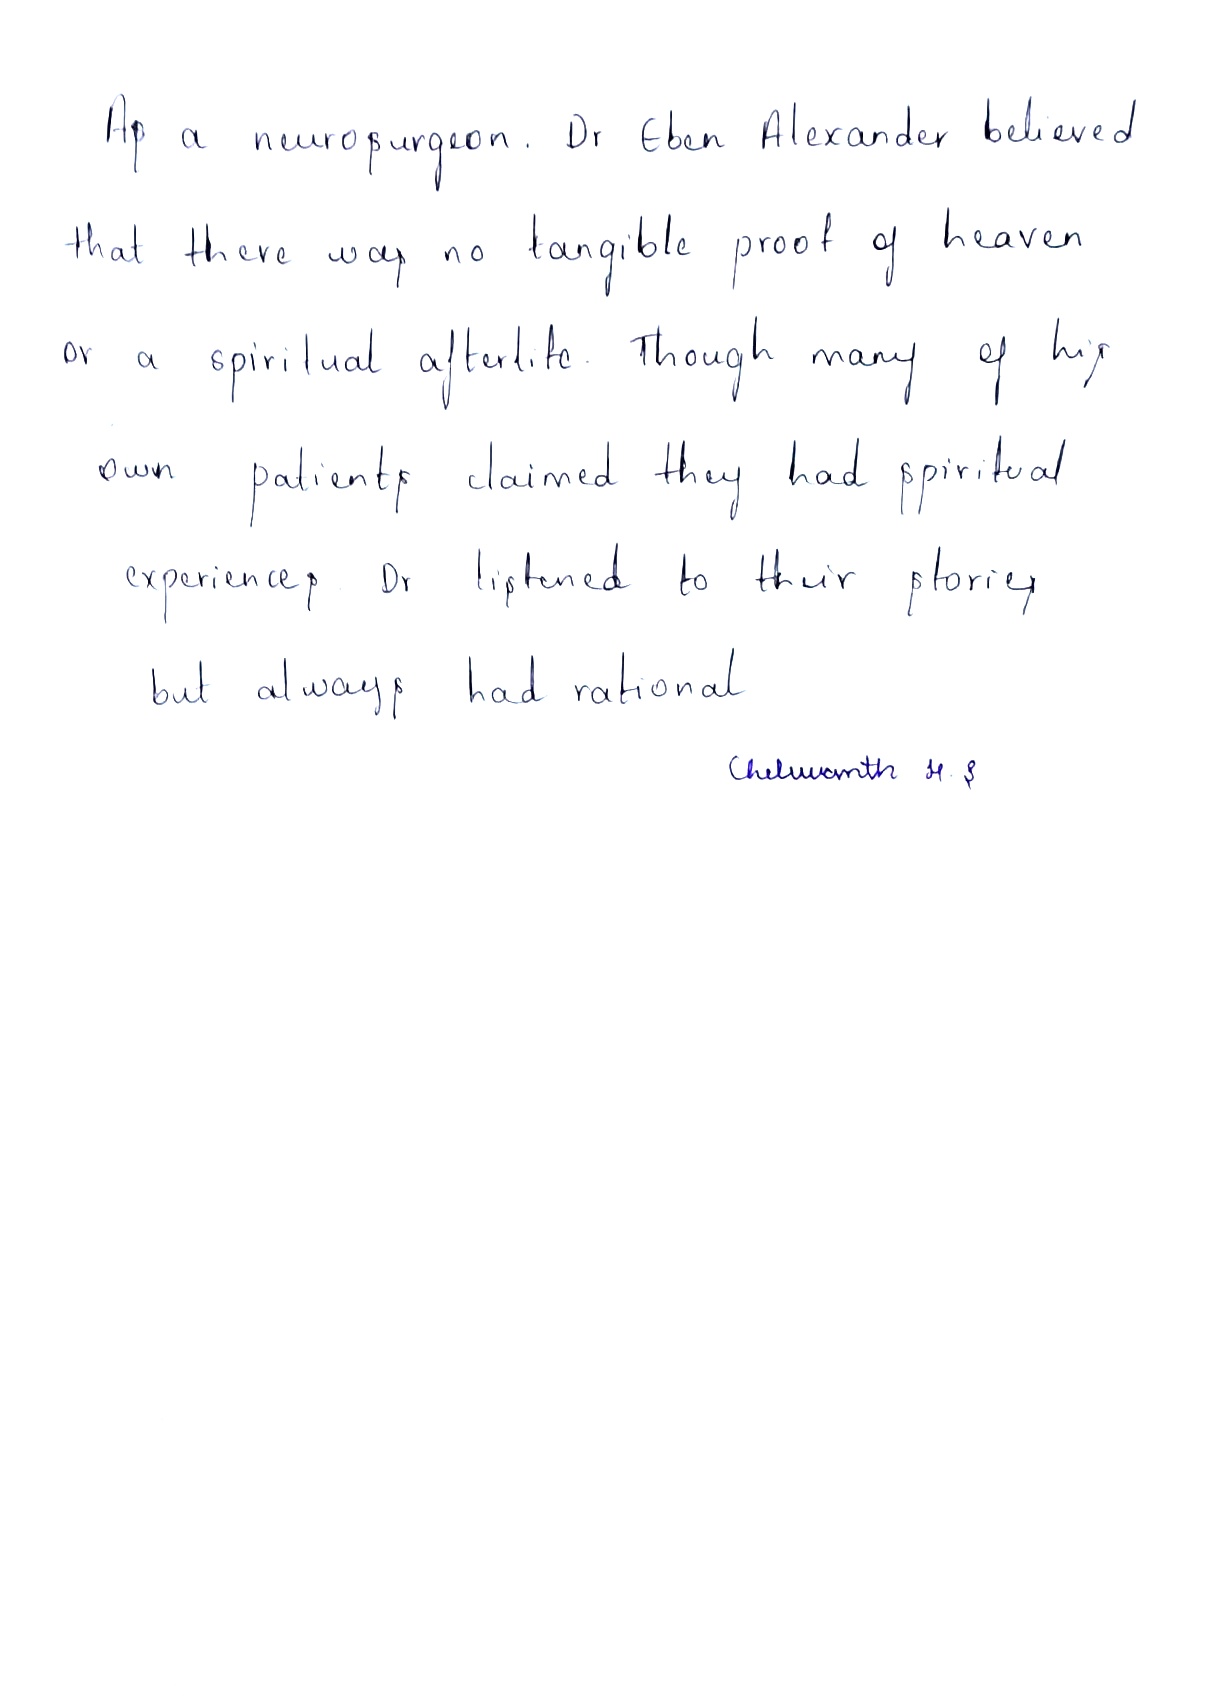 As a neurosurgeon. Dr Eben Alexander believed
that there was no tangible proof of heaven
or a spiritual afterlife. Though many of his
own patients claimed they had spiritual
experiences. Dr listened to their stories
but always had rational
Cheluvamth H. S